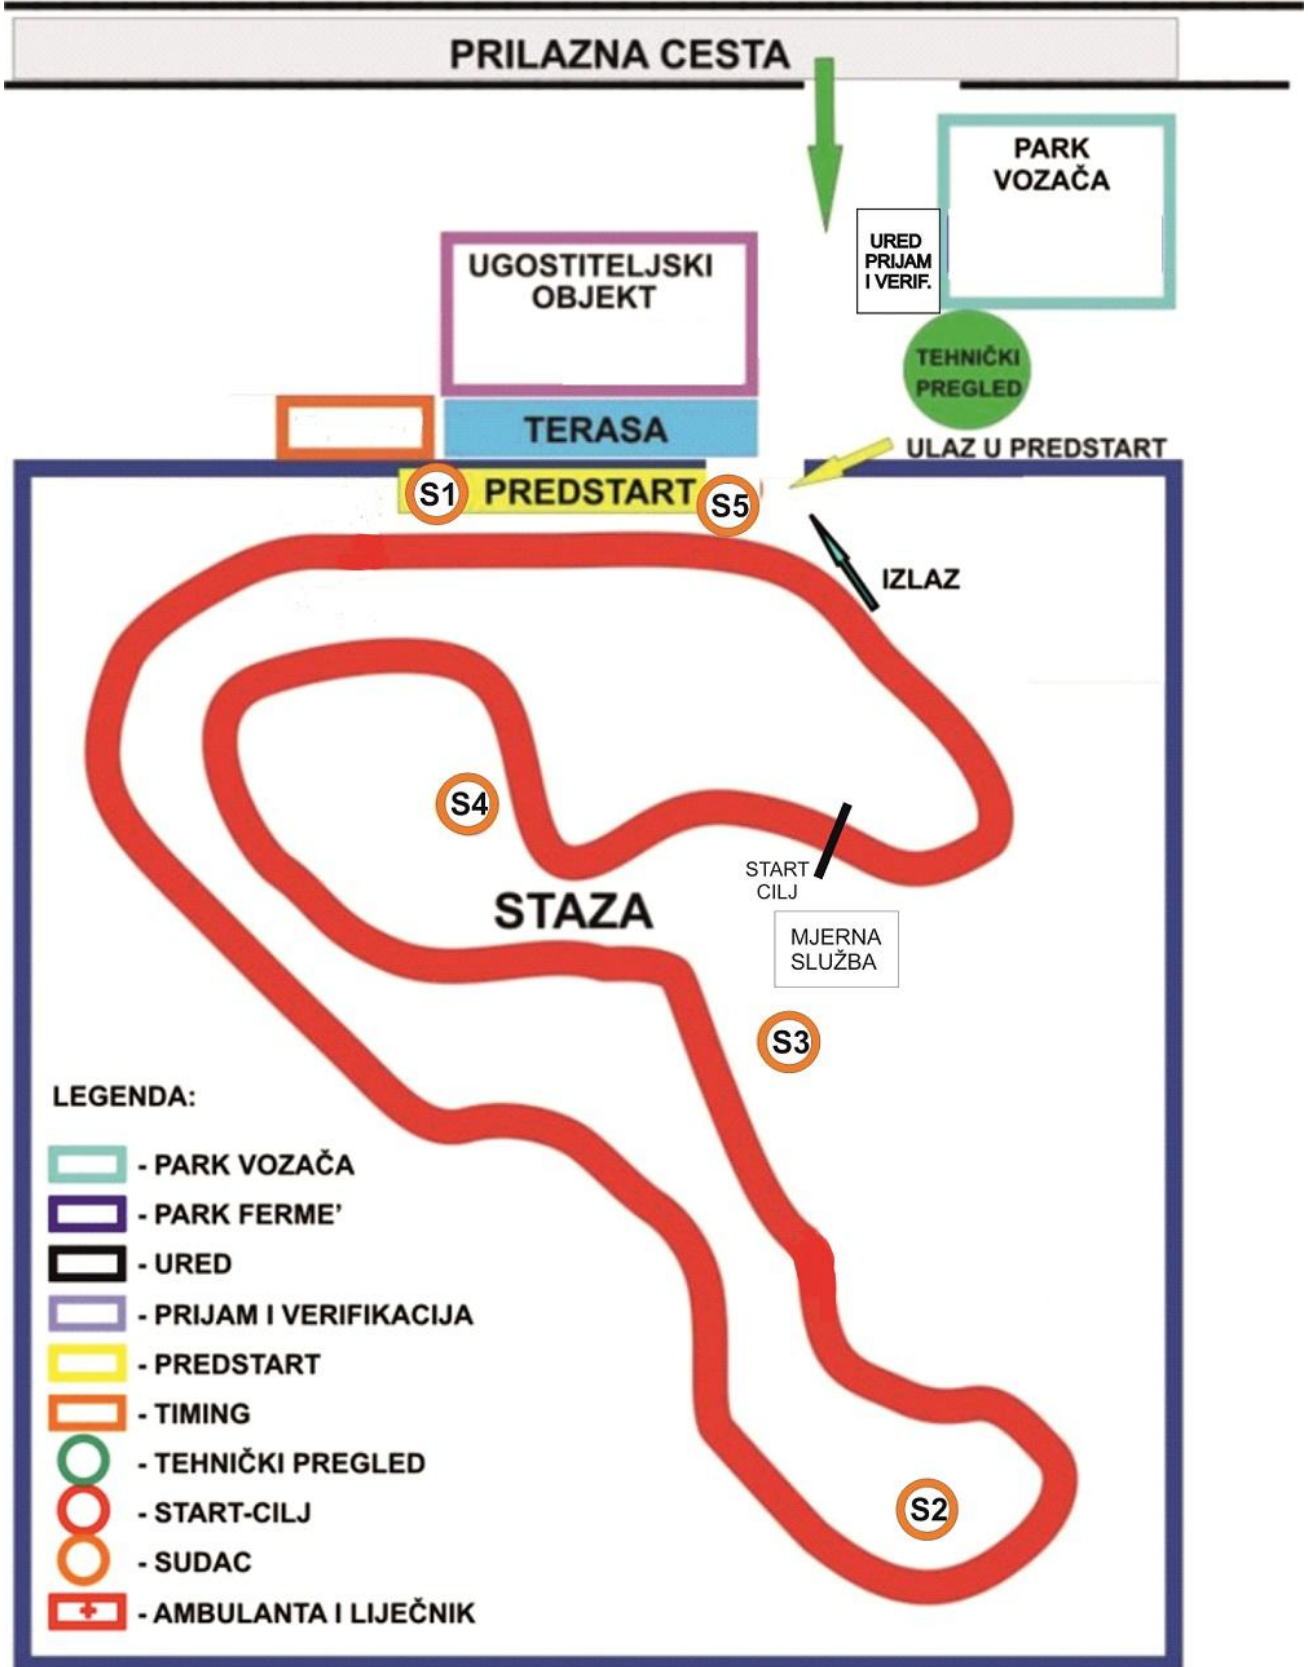 PRILAZNA CESTA
PARK
VOZAČA
URED
PRIJAM
I VERIF.
UGOSTITELJSKI
OBJEKT
TEHNIČKI
PREGLED
TERASA
ULAZ U PREDSTART
S1
PREDSTART
S5
IZLAZ
S4
START
CILJ
STAZA
MJERNA
SLUŽBA
S3
LEGENDA:
- PARK VOZAČA
- PARK FERME’
- URED
- PRIJAM I VERIFIKACIJA
- PREDSTART
- TIMING
- TEHNIČKI PREGLED
- START-CILJ
- SUDAC
- AMBULANTA I LIJEČNIK
S2